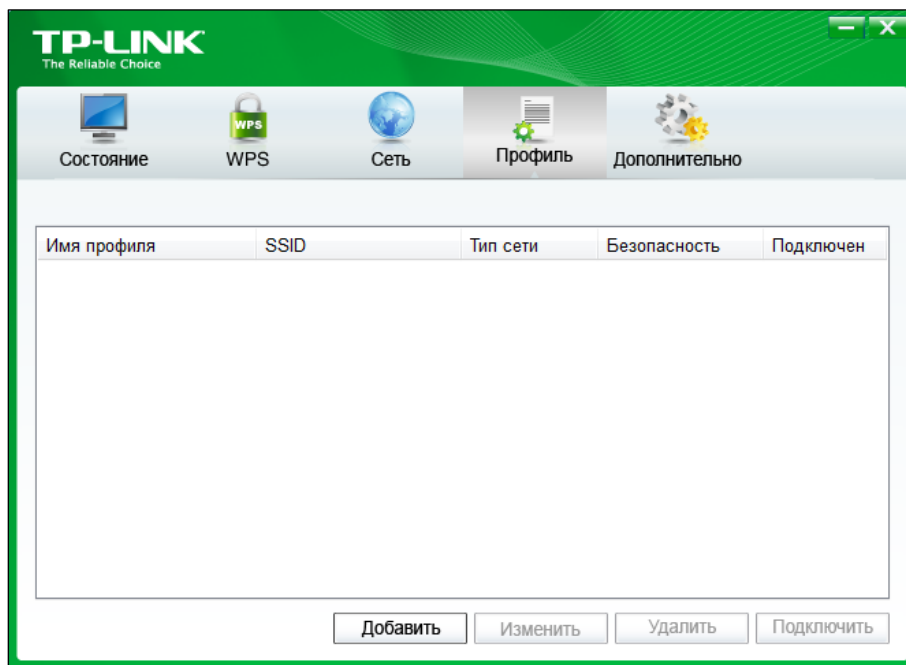 TP-LINK
The Reliable Choice
WPS
Состояние WPS Сеть Профиль Дополнительно
Имя профиля SSID Тип сети Безопасность Подключен
Добавить Изменить Удалить Подключить